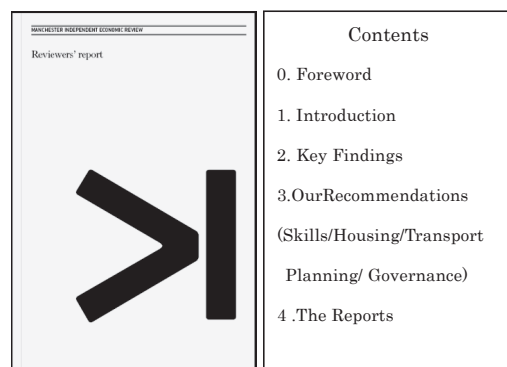 MANCHESTER INDEPENDENT ECONOMIC REVIEW
Reviewers' report
Contents
0. Foreword
1. Introduction
2. Key Findings
3.OurRecommendations
(Skills/Housing/Transport
Planning/ Governance)
4 .The Reports